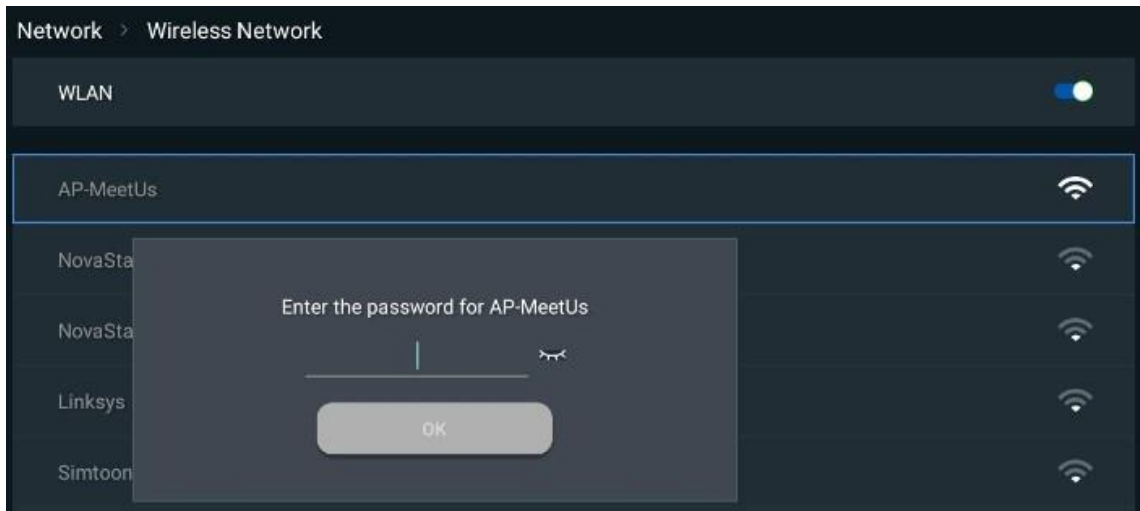 Network > Wireless Network
WLAN
AP-MeetUs
NovaSta
Enter the password for AP-MeetUs
NovaSta
Linksys
OK
Simtoon